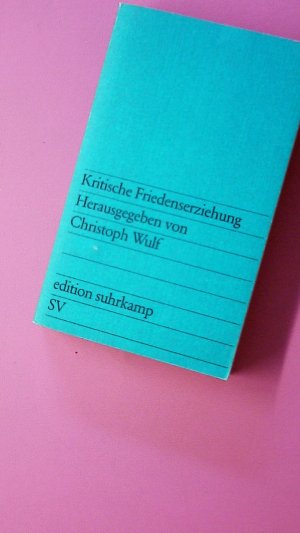 Kritische Friedenserziehung
Herausgegeben von
Christoph Wulf
edition suhrkamp
SV